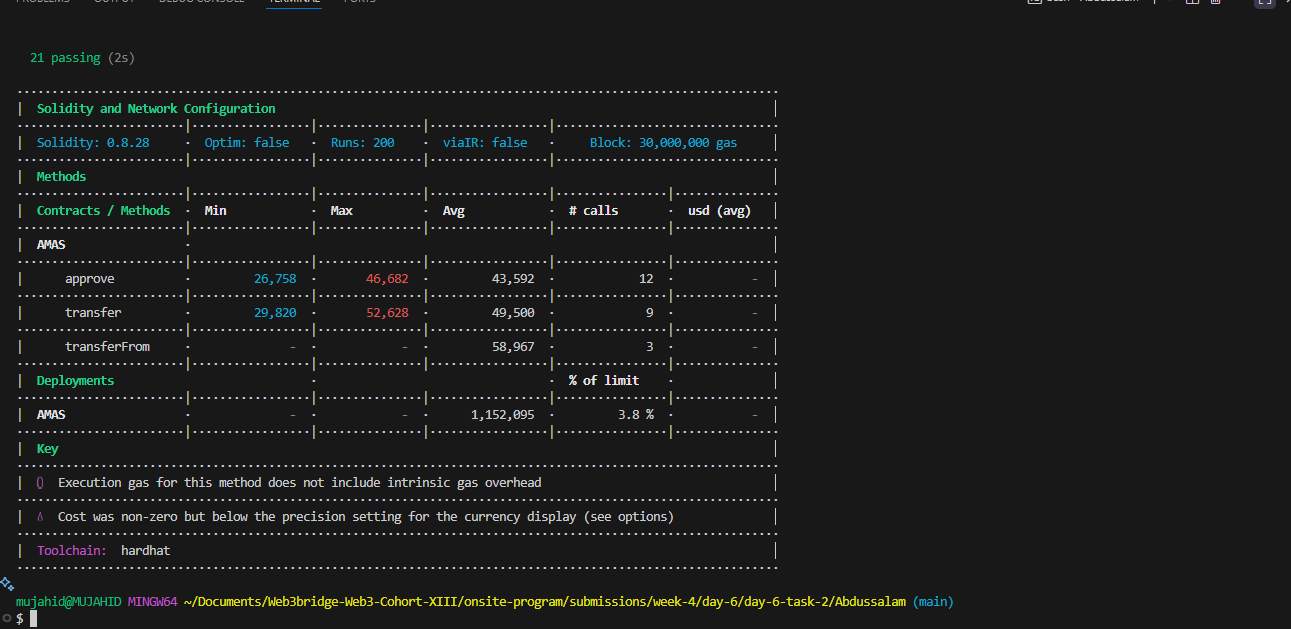 PROBLEMS OUTPUT DEBUG CONSOLE TERMINAL PORTS
21 passing (2s)
Solidity and Network Configuration
Solidity: 0.8.28 · Optim: false · Runs: 200 · viaIR: false · Block: 30,000,000 gas
Methods
Contracts / Methods · Min · Max · Avg · # calls · usd (avg)
AMAS ·
approve · 26,758 · 46,682 · 43,592 · 12 · -
transfer · 29,820 · 52,628 · 49,500 · 9 · -
transferFrom · - · - · 58,967 · 3 · -
Deployments · · % of limit ·
AMAS · - · - · 1,152,095 · 3.8 % · -
Key
Execution gas for this method does not include intrinsic gas overhead
Cost was non-zero but below the precision setting for the currency display (see options)
Toolchain: hardhat
mujahid@MUJAHID MINGW64 ~/Documents/Web3bridge-Web3-Cohort-XIII/onsite-program/submissions/week-4/day-6/day-6-task-2/Abdussalam (main)
$